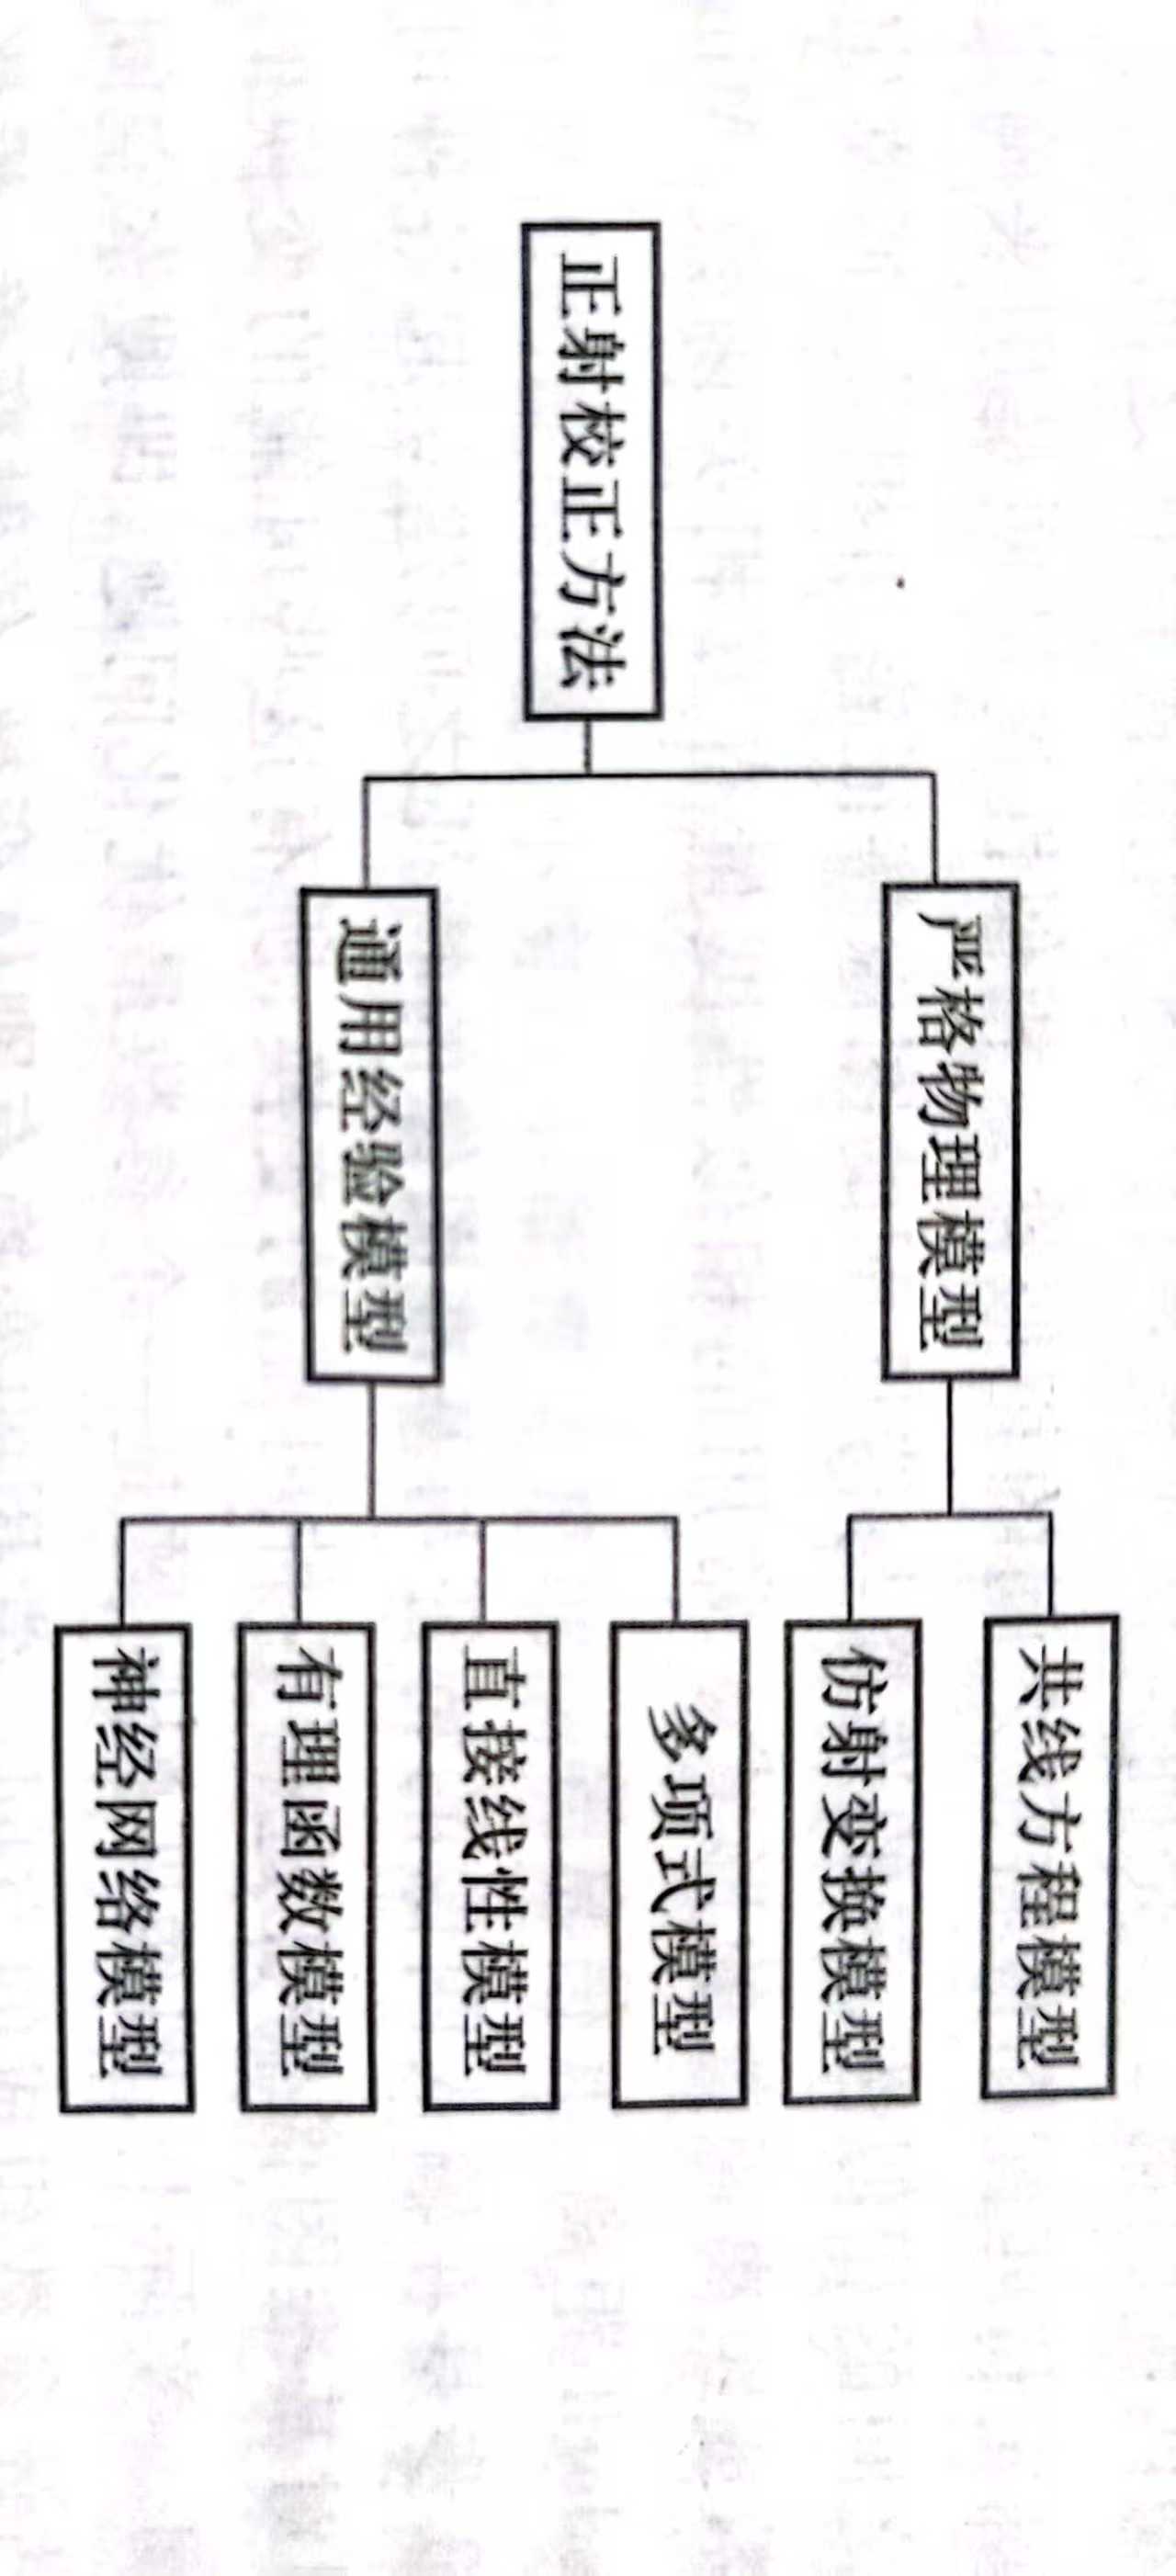 正射校正方法
严格物理模型
共线方程模型
仿射变换模型
通用经验模型
多项式模型
直接线性模型
有理函数模型
神经网络模型